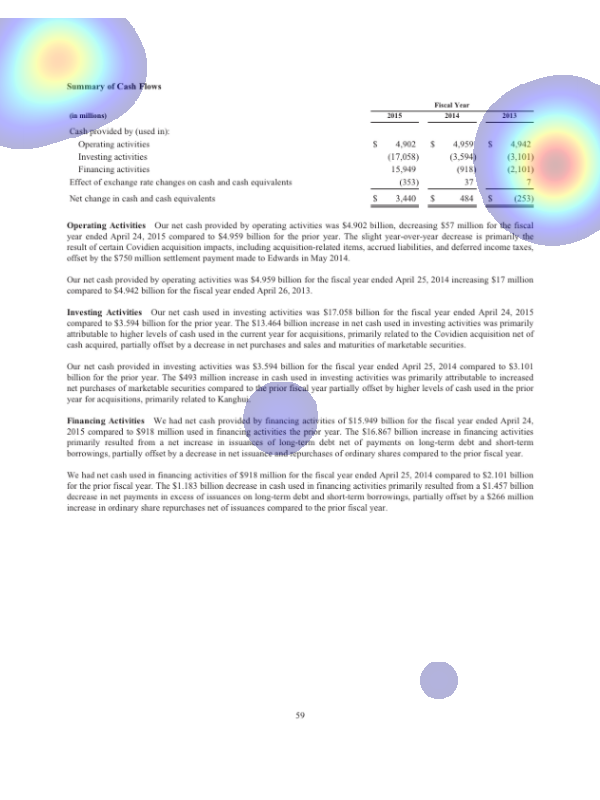 Summary of Cash Flows
Fiscal Year
(in millions) 2015 2014 2013
Cash provided by (used in):
Operating activities $ 4,902 $ 4,959 $ 4,942
Investing activities (17,058) (3,594) (3,101)
Financing activities 15,949 (918) (2,101)
Effect of exchange rate changes on cash and cash equivalents (353) 37 7
Net change in cash and cash equivalents $ 3,440 $ 484 $ (253)
Operating Activities Our net cash provided by operating activities was $4.902 billion, decreasing $57 million for the fiscal
year ended April 24, 2015 compared to $4.959 billion for the prior year. The slight year-over-year decrease is primarily the
result of certain Covidien acquisition impacts, including acquisition-related items, accrued liabilities, and deferred income taxes,
offset by the $750 million settlement payment made to Edwards in May 2014.
Our net cash provided by operating activities was $4.959 billion for the fiscal year ended April 25, 2014 increasing $17 million
compared to $4.942 billion for the fiscal year ended April 26, 2013.
Investing Activities Our net cash used in investing activities was $17.058 billion for the fiscal year ended April 24, 2015
compared to $3.594 billion for the prior year. The $13.464 billion increase in net cash used in investing activities was primarily
attributable to higher levels of cash used in the current year for acquisitions, primarily related to the Covidien acquisition net of
cash acquired, partially offset by a decrease in net purchases and sales and maturities of marketable securities.
Our net cash provided in investing activities was $3.594 billion for the fiscal year ended April 25, 2014 compared to $3.101
billion for the prior year. The $493 million increase in cash used in investing activities was primarily attributed to increased
net purchases of marketable securities compared to the prior fiscal year partially offset by higher levels of cash used in the prior
year for acquisitions, primarily related to Kanghui.
Financing Activities We had net cash provided by financing activities of $15.949 billion for the fiscal year ended April 24,
2015 compared to $918 million used in financing activities the prior year. The $16.867 billion increase in financing activities
primarily resulted from a net increase in issuances of long-term debt net of payments on long-term debt and short-term
borrowings, partially offset by a decrease in net issuance and repurchases of ordinary shares compared to the prior fiscal year.
We had net cash used in financing activities of $918 million for the fiscal year ended April 25, 2014 compared to $2.101 billion
for the prior fiscal year. The $1.183 billion decrease in cash used in financing activities primarily resulted from a $1.457 billion
decrease in net payments in excess of issuances on long-term debt and short-term borrowings, partially offset by a $266 million
increase in ordinary share repurchases net of issuances compared to the prior fiscal year.
59